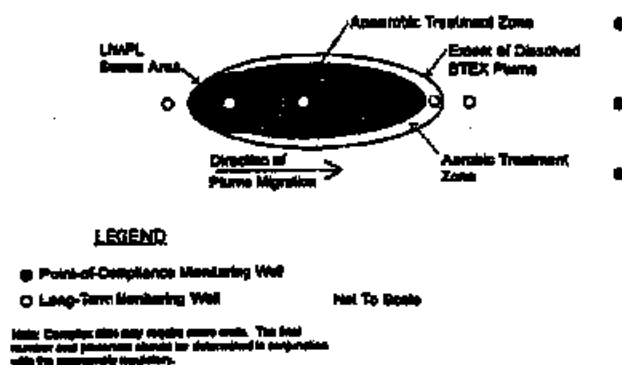 Anaerobic Treatment Zone
LNAPL
Source Area
Extent of Dissolved
BTEX Plume
Direction of
Plume Migration
Aerobic Treatment
Zone
LEGEND
Point-of-Compliance Monitoring Well
Long-Term Monitoring Well
Not To Scale
Note: Complex sites may require more wells. The final
number and placement should be determined in conjunction
with the appropriate regulatory.